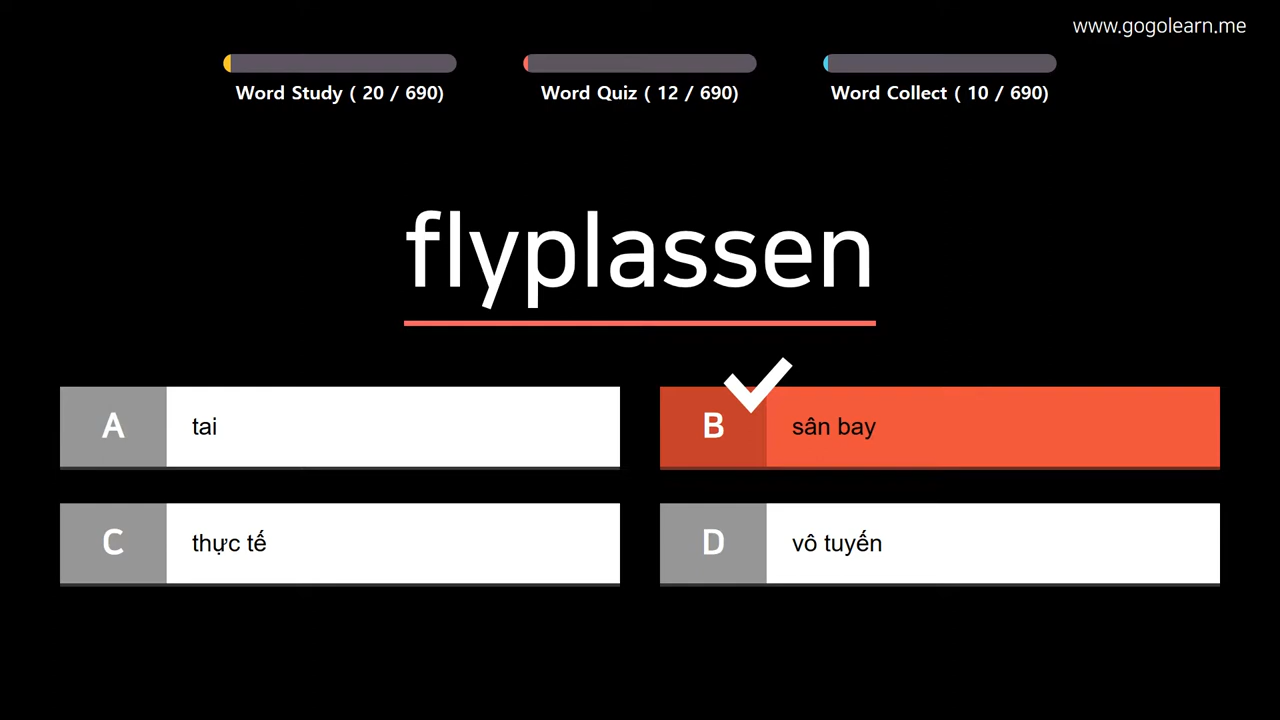 www.gogolearn.me
Word Study ( 20 / 690)
Word Quiz ( 12 / 690)
Word Collect ( 10 / 690)
flyplassen
A
tai
B
sân bay
C
thực tế
D
vô tuyến